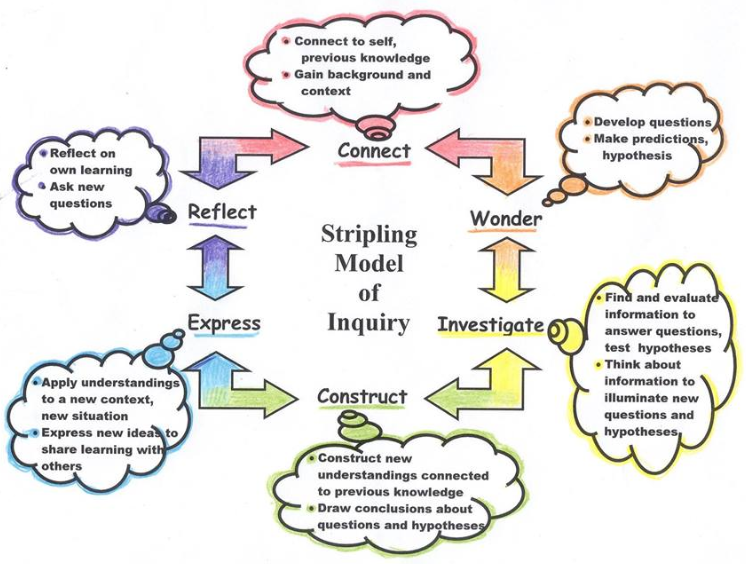 • Connect to self,
previous knowledge
• Gain background and
context
Connect
• Develop questions
• Make predictions,
hypothesis
Wonder
• Find and evaluate
information to
answer questions,
test hypotheses
• Think about
information to
illuminate new
questions and
hypotheses
Investigate
• Construct new
understandings connected
to previous knowledge
• Draw conclusions about
questions and hypotheses
Construct
• Apply understandings
to a new context,
new situation
• Express new ideas to
share learning with
others
Express
• Reflect on
own learning
• Ask new
questions
Reflect
Stripling
Model
of
Inquiry